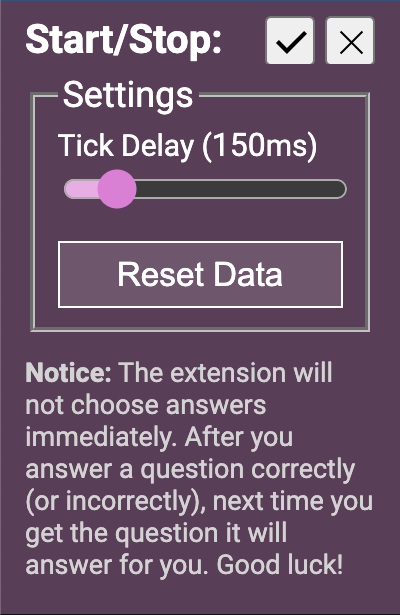 Start/Stop:
Settings
Tick Delay (150ms)
Reset Data
Notice: The extension will
not choose answers
immediately. After you
answer a question correctly
(or incorrectly), next time you
get the question it will
answer for you. Good luck!